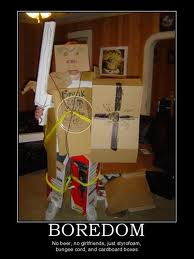 BOREDOM
No beer, no girlfriends, just styrofoam,
bungee cord, and cardboard boxes